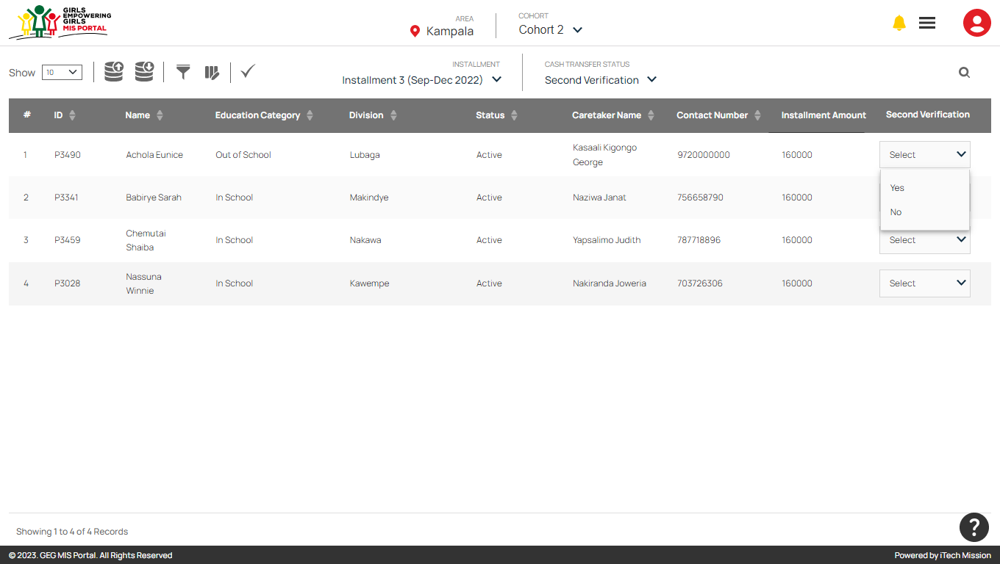 GIRLS
EMPOWERING
GIRLS
MIS PORTAL
AREA
Kampala
COHORT
Cohort 2
Show 10
INSTALLMENT
Installment 3 (Sep-Dec 2022)
CASH TRANSFER STATUS
Second Verification
# ID Name Education Category Division Status Caretaker Name Contact Number Installment Amount Second Verification
1 P3490 Achola Eunice Out of School Lubaga Active Kasaali Kigongo George 9720000000 160000 Select
Yes
No
2 P3341 Babirye Sarah In School Makindye Active Naziwa Janat 756658790 160000
3 P3459 Chemutai Shaiba In School Nakawa Active Yapsalimo Judith 787718896 160000 Select
4 P3028 Nassuna Winnie In School Kawempe Active Nakiranda Joweria 703726306 160000 Select
Showing 1 to 4 of 4 Records
?
© 2023. GEG MIS Portal. All Rights Reserved
Powered by iTech Mission